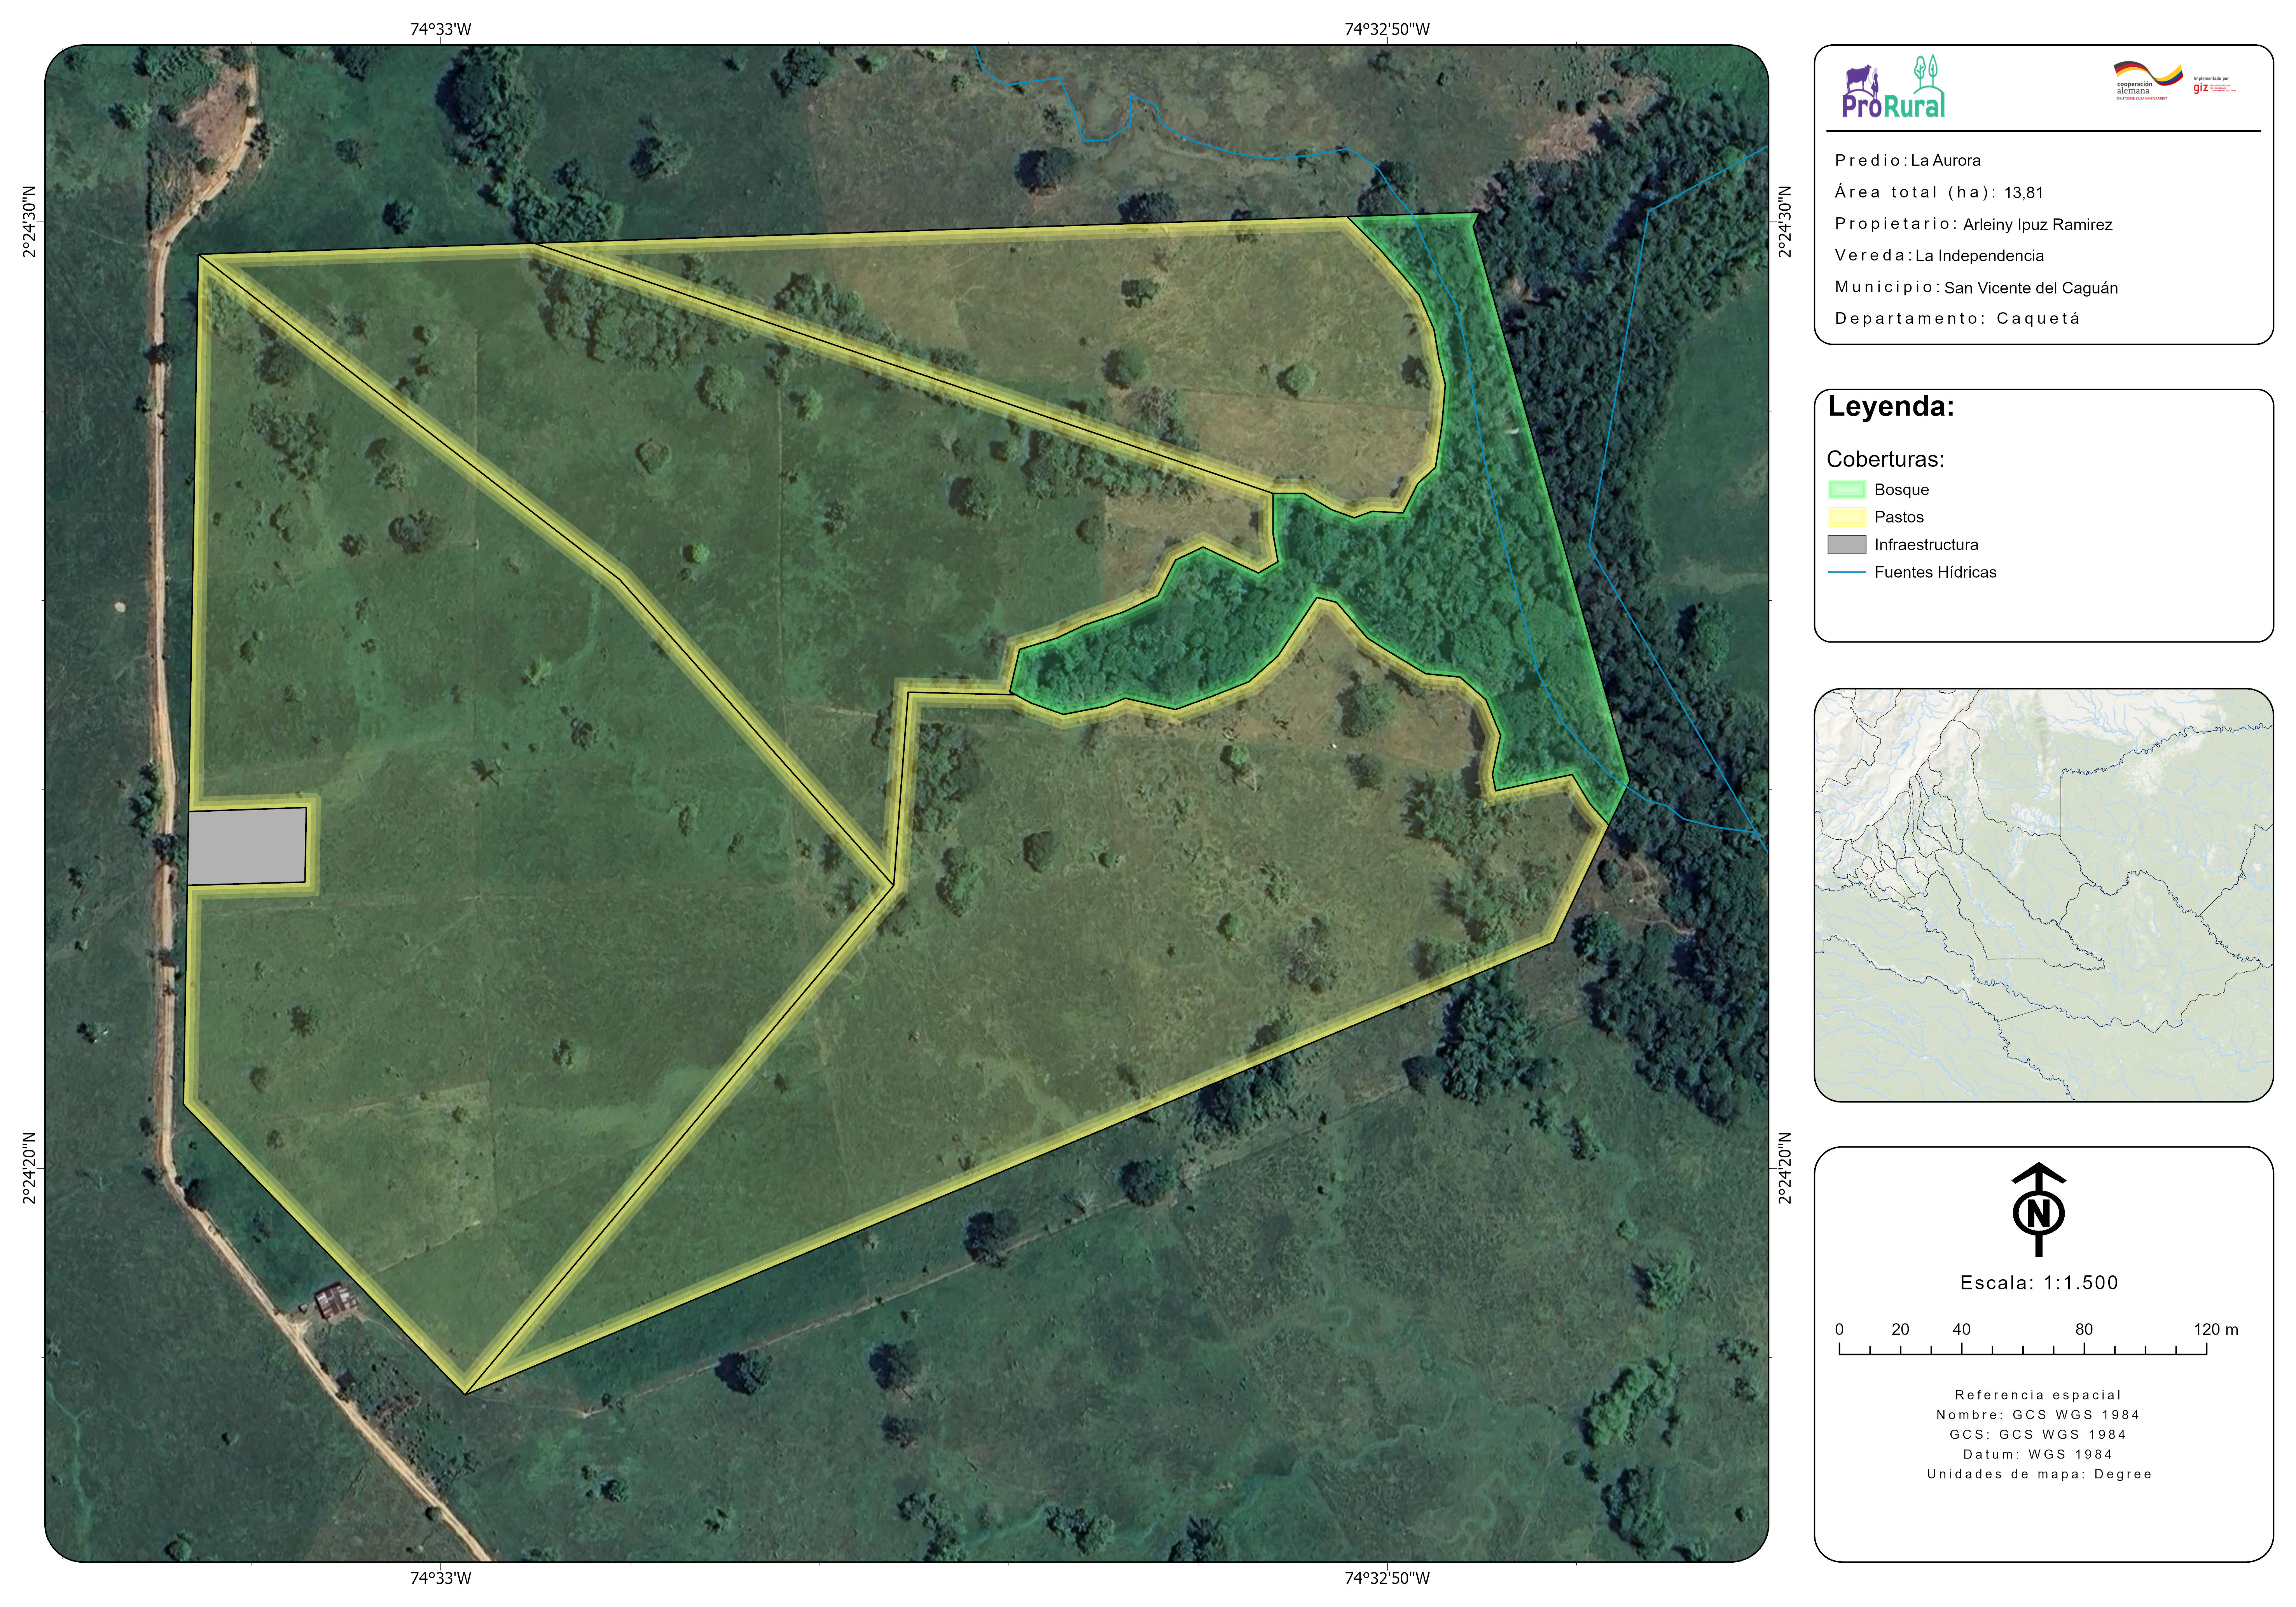 74°33'W
74°32'50"W
2°24'30"N
2°24'30"N
2°24'20"N
2°24'20"N
74°33'W
74°32'50"W
ProRural
cooperación
alemana
DEUTSCHE ZUSAMMENARBEIT
Implementada por
giz
Predio: La Aurora
Área total (ha): 13,81
Propietario: Arleiny Ipuz Ramirez
Vereda: La Independencia
Municipio: San Vicente del Caguán
Departamento: Caquetá
Leyenda:
Coberturas:
Bosque
Pastos
Infraestructura
Fuentes Hídricas
N
Escala: 1:1.500
0 20 40 80 120 m
Referencia espacial
Nombre: GCS WGS 1984
GCS: GCS WGS 1984
Datum: WGS 1984
Unidades de mapa: Degree